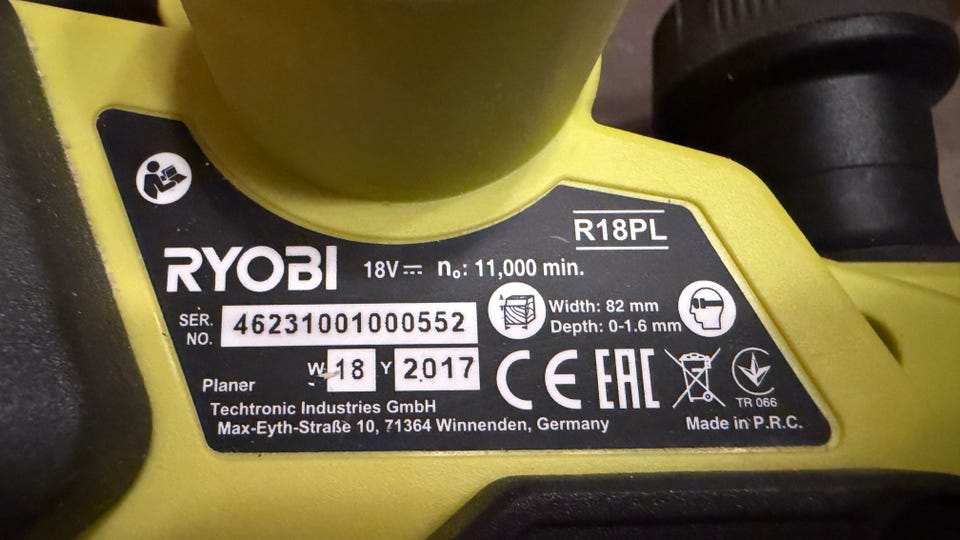 R18PL
RYOBI 18V n₀: 11,000 min.
Width: 82 mm
Depth: 0-1.6 mm
SER. NO. 46231001000552
Planer W 18 Y 2017
CE EAC
TR 066
Techtronic Industries GmbH
Max-Eyth-Straße 10, 71364 Winnenden, Germany
Made in P.R.C.